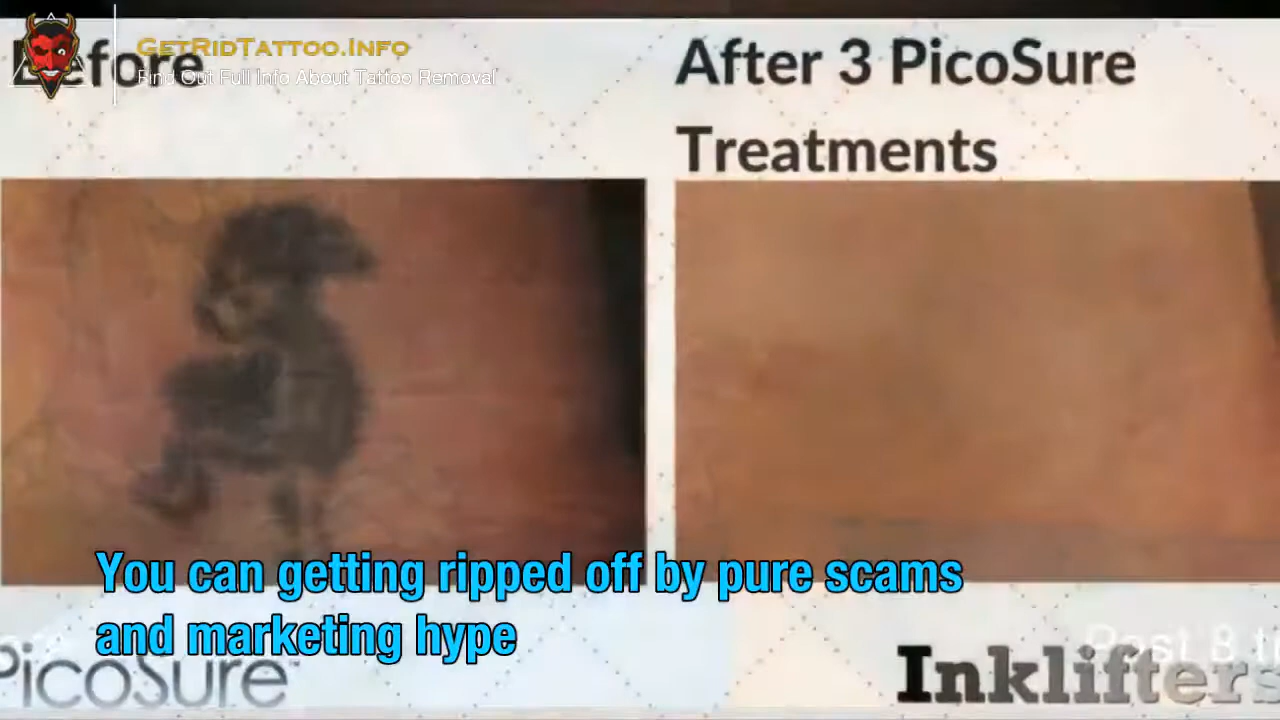 Before
GetRidTattoo.Info
Find Out Full Info About Tattoo Removal
After 3 PicoSure
Treatments
You can getting ripped off by pure scams
and marketing hype
PicoSure
Inklifters